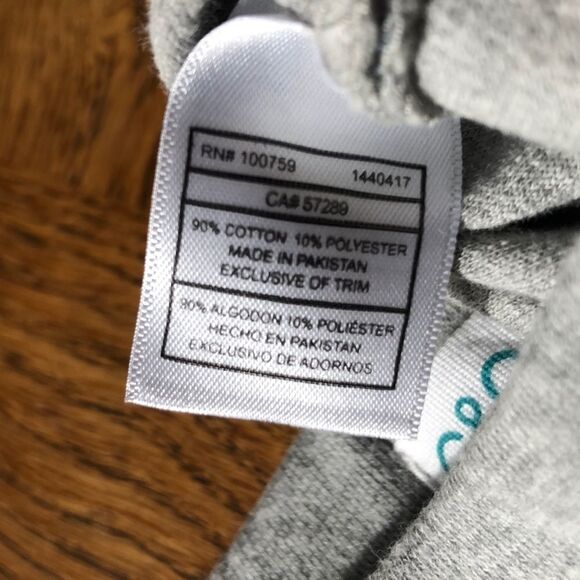 RN# 100759 1440417
CA# 57289
90% COTTON 10% POLYESTER
MADE IN PAKISTAN
EXCLUSIVE OF TRIM
90% ALGODON 10% POLIÉSTER
HECHO EN PAKISTAN
EXCLUSIVO DE ADORNOS